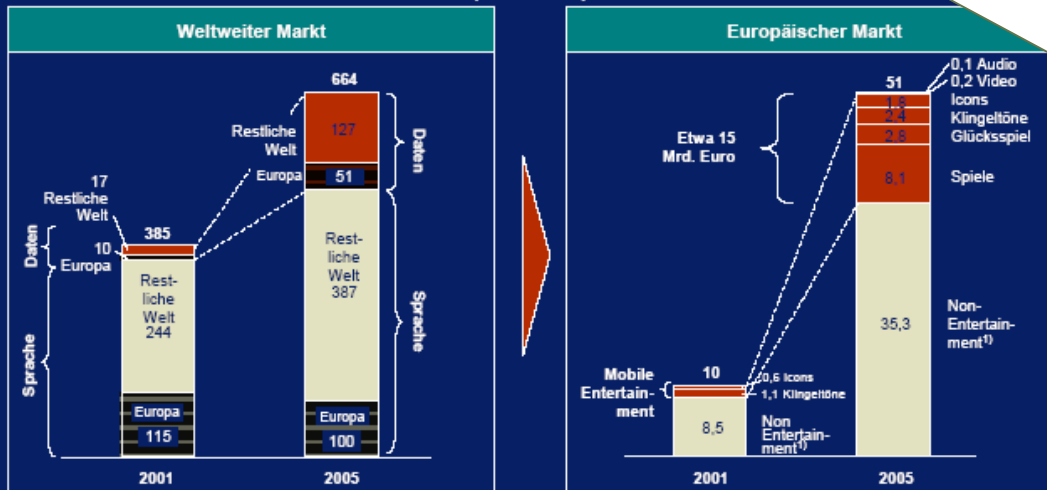 Weltweiter Markt
664
Restliche
Welt
127
Europa
51
Daten
17
Restliche
Welt
385
Daten
10
Europa
Rest-
liche
Welt
244
Rest-
liche
Welt
387
Sprache
Sprache
Europa
115
Europa
100
2001
2005
Europäischer Markt
51
0,1 Audio
0,2 Video
1,8
Icons
2,4
Klingeltöne
2,8
Glücksspiel
Etwa 15
Mrd. Euro
8,1
Spiele
35,3
Non-
Entertain-
ment1)
Mobile
Entertain-
ment
10
0,6 Icons
1,1 Klingeltöne
8,5
Non
Entertain-
ment1)
2001
2005